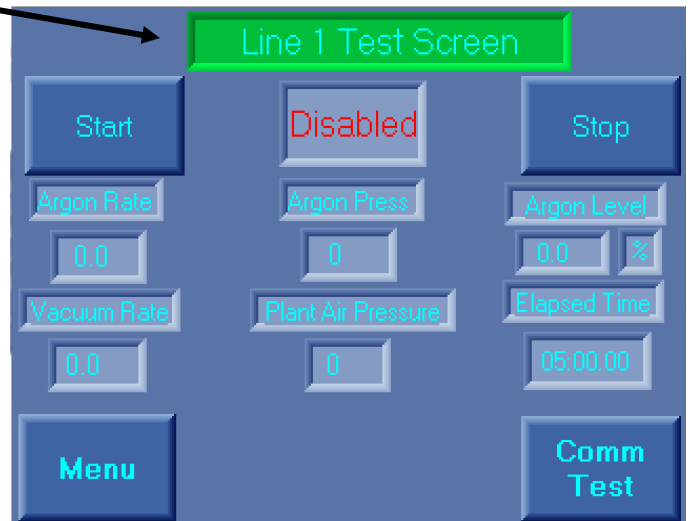 Line 1 Test Screen
Start
Disabled
Stop
Argon Rate
Argon Press
Argon Level
0.0
0
0.0 %
Vacuum Rate
Plant Air Pressure
Elapsed Time
0.0
0
05:00.00
Menu
Comm
Test